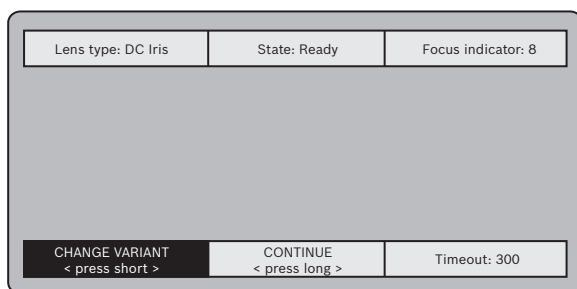 Lens type: DC Iris
State: Ready
Focus indicator: 8
CHANGE VARIANT
< press short >
CONTINUE
< press long >
Timeout: 300